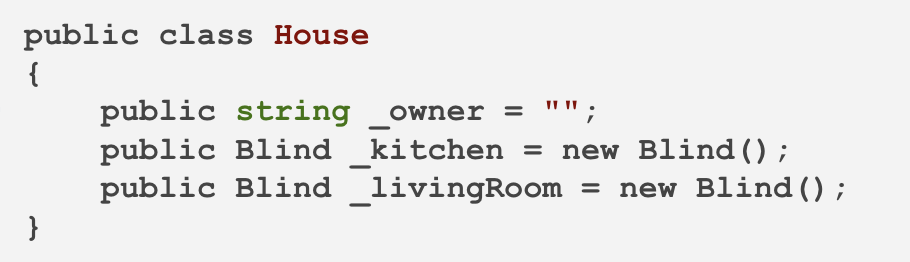 public class House
{
    public string _owner = "";
    public Blind _kitchen = new Blind();
    public Blind _livingRoom = new Blind();
}